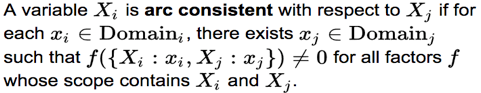 A variable Xᵢ is arc consistent with respect to Xⱼ if for
each xᵢ ∈ Domainᵢ, there exists xⱼ ∈ Domainⱼ
such that f({Xᵢ : xᵢ, Xⱼ : xⱼ}) ≠ 0 for all factors f
whose scope contains Xᵢ and Xⱼ.